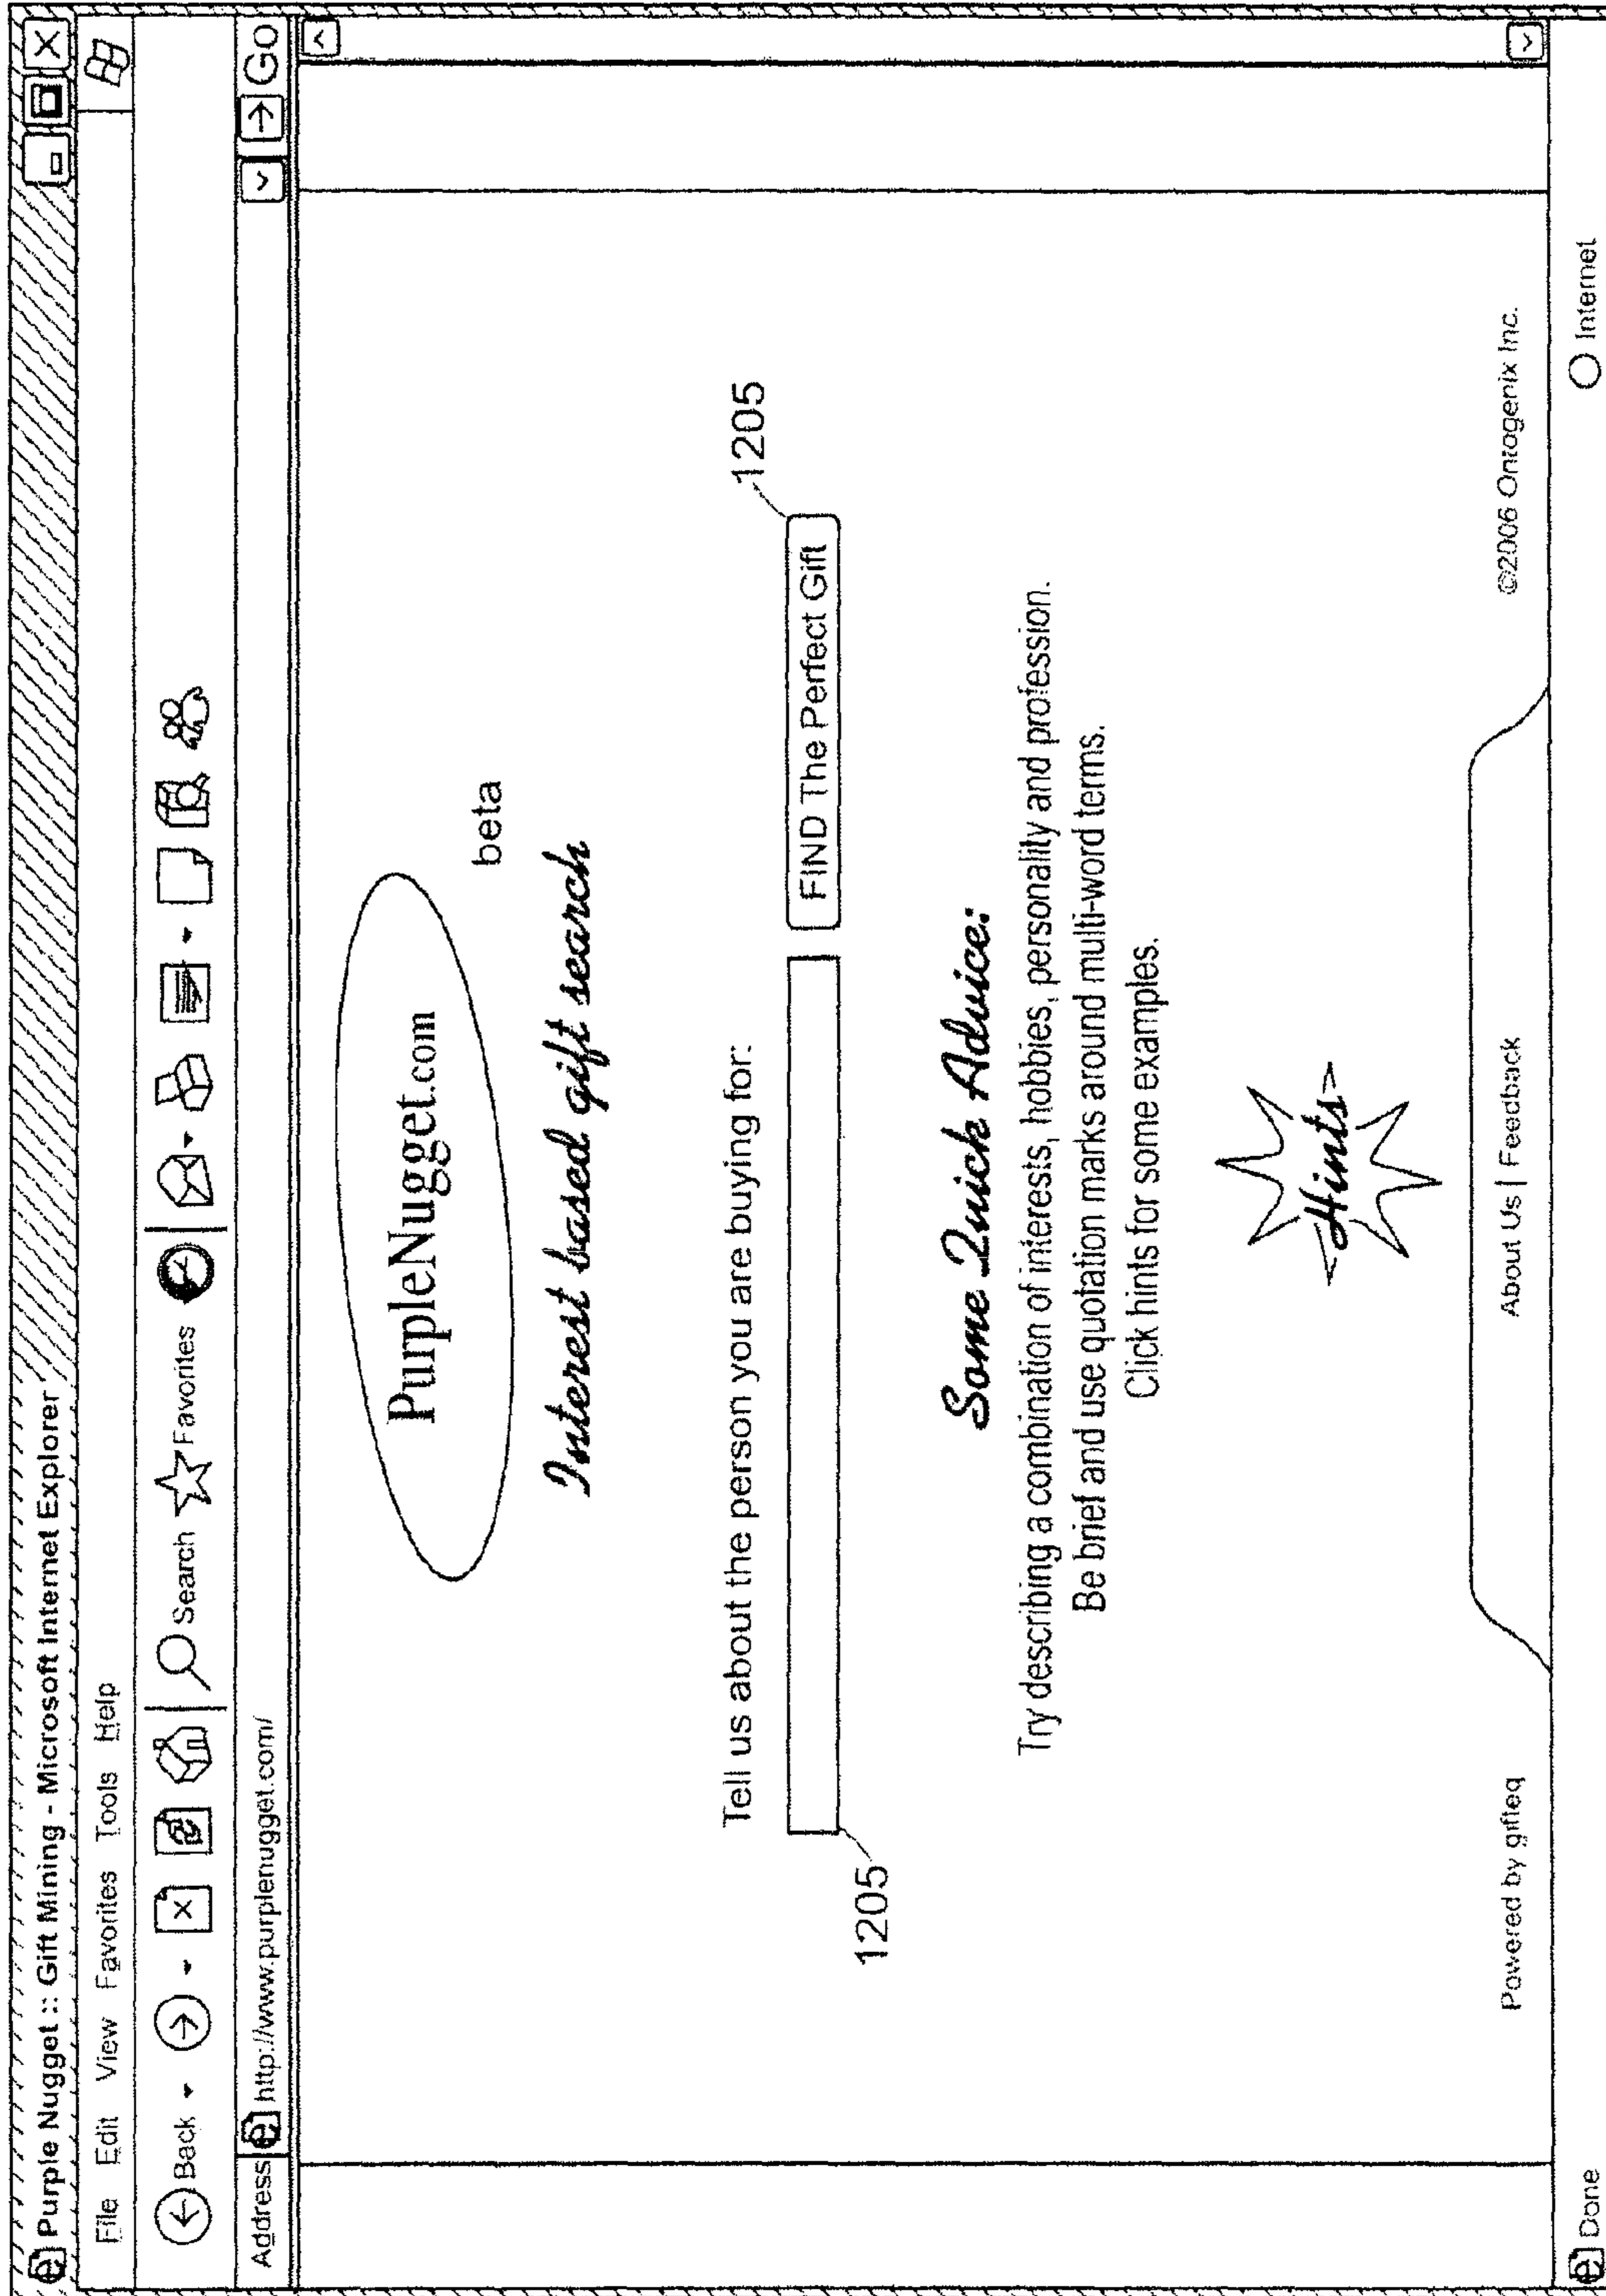 Purple Nugget :: Gift Mining - Microsoft Internet Explorer
File Edit View Favorites Tools Help
Back Search Favorites
Address http://www.purplenugget.com/ Go
PurpleNugget.com
beta
Interest based gift search
Tell us about the person you are buying for:
1205
FIND The Perfect Gift
1205
Some Quick Advice:
Try describing a combination of interests, hobbies, personality and profession.
Be brief and use quotation marks around multi-word terms.
Click hints for some examples.
Hints
Powered by gifteq About Us | Feedback ©2006 Ontogenix Inc.
Done Internet